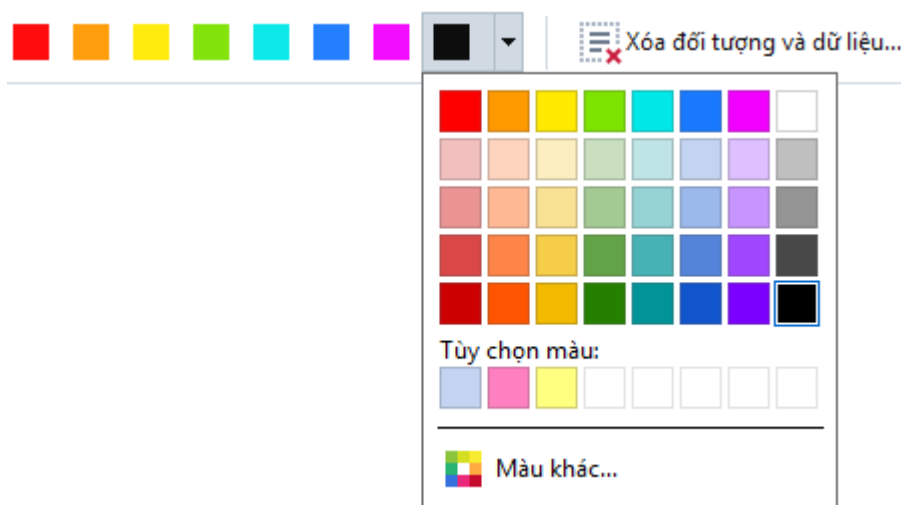 Xóa đối tượng và dữ liệu...
Tùy chọn màu:
Màu khác...